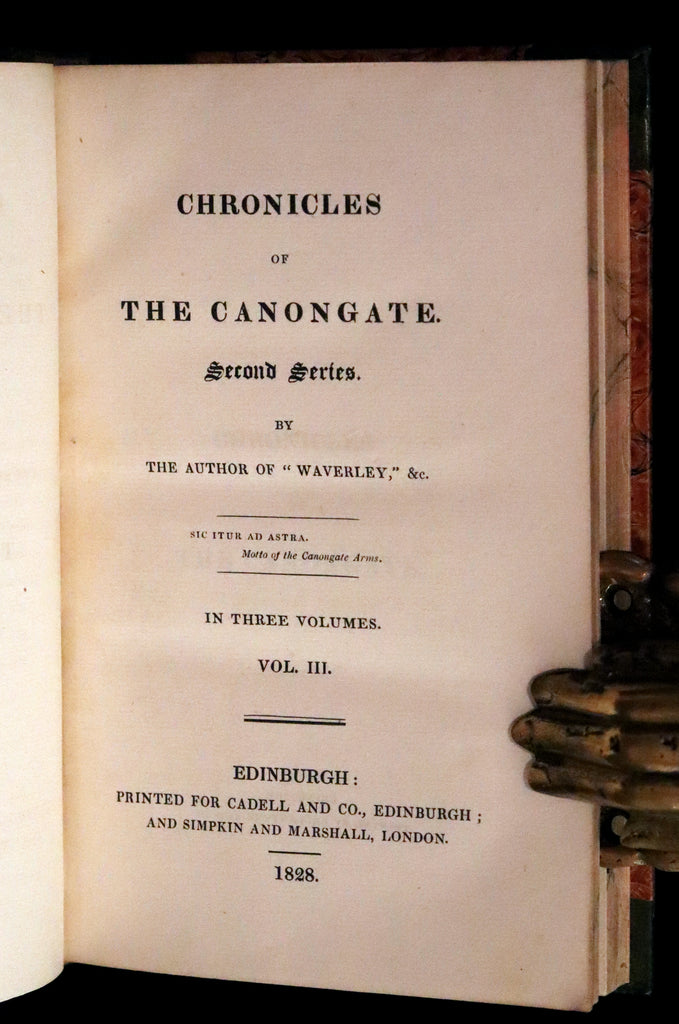 CHRONICLES
OF
THE CANONGATE.
Second Series.
BY
THE AUTHOR OF “ WAVERLEY,” &c.
SIC ITUR AD ASTRA.
Motto of the Canongate Arms.
IN THREE VOLUMES.
VOL. III.
EDINBURGH:
PRINTED FOR CADELL AND CO., EDINBURGH ;
AND SIMPKIN AND MARSHALL, LONDON.
1828.